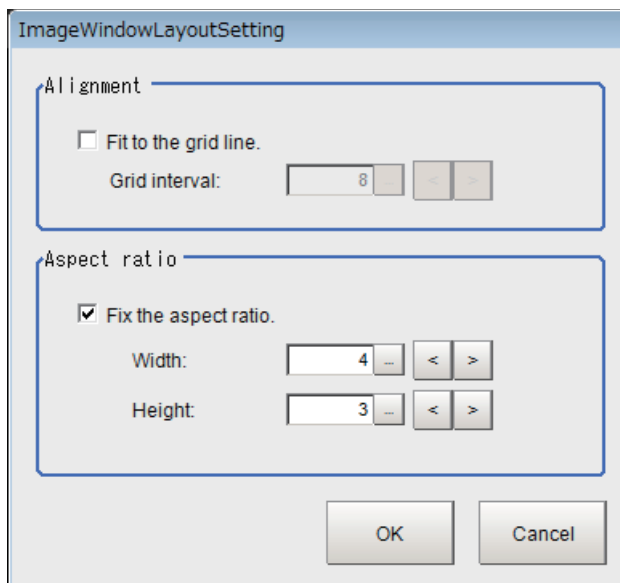 ImageWindowLayoutSetting
Alignment
Fit to the grid line.
Grid interval: 8 ... < >
Aspect ratio
Fix the aspect ratio.
Width: 4 ... < >
Height: 3 ... < >
OK Cancel